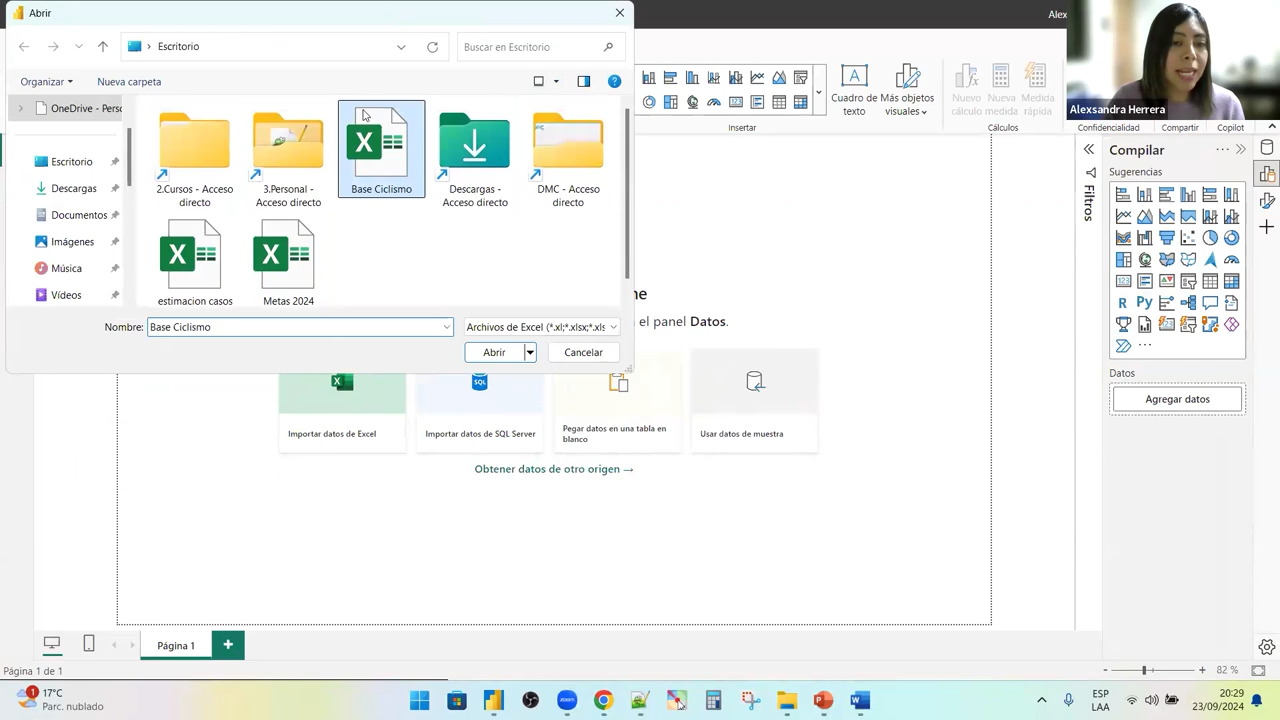 Abrir
Alex
Escritorio
Buscar en Escritorio
Organizar
Nueva carpeta
OneDrive - Perso
Escritorio
Descargas
Documentos
Imágenes
Música
Vídeos
2.Cursos - Acceso
directo
3.Personal -
Acceso directo
Base Ciclismo
Descargas -
Acceso directo
DMC - Acceso
directo
estimacion casos
Metas 2024
Nombre:
Base Ciclismo
Archivos de Excel (*.xl;*.xlsx;*.xls
Abrir
Cancelar
Cuadro de
texto
Más objetos
visuales
Nuevo
cálculo
Nueva
medida
Medida
rápida
Insertar
Cálculos
Confidencialidad
Compartir
Copilot
Alexsandra Herrera
Filtros
Compilar
Sugerencias
R
Py
Datos
Agregar datos
ne
n el panel Datos.
SQL
Importar datos de Excel
Importar datos de SQL Server
Pegar datos en una tabla en
blanco
Usar datos de muestra
Obtener datos de otro origen →
Página 1
Página 1 de 1
82 %
1
17°C
Parc. nublado
ESP
LAA
20:29
23/09/2024